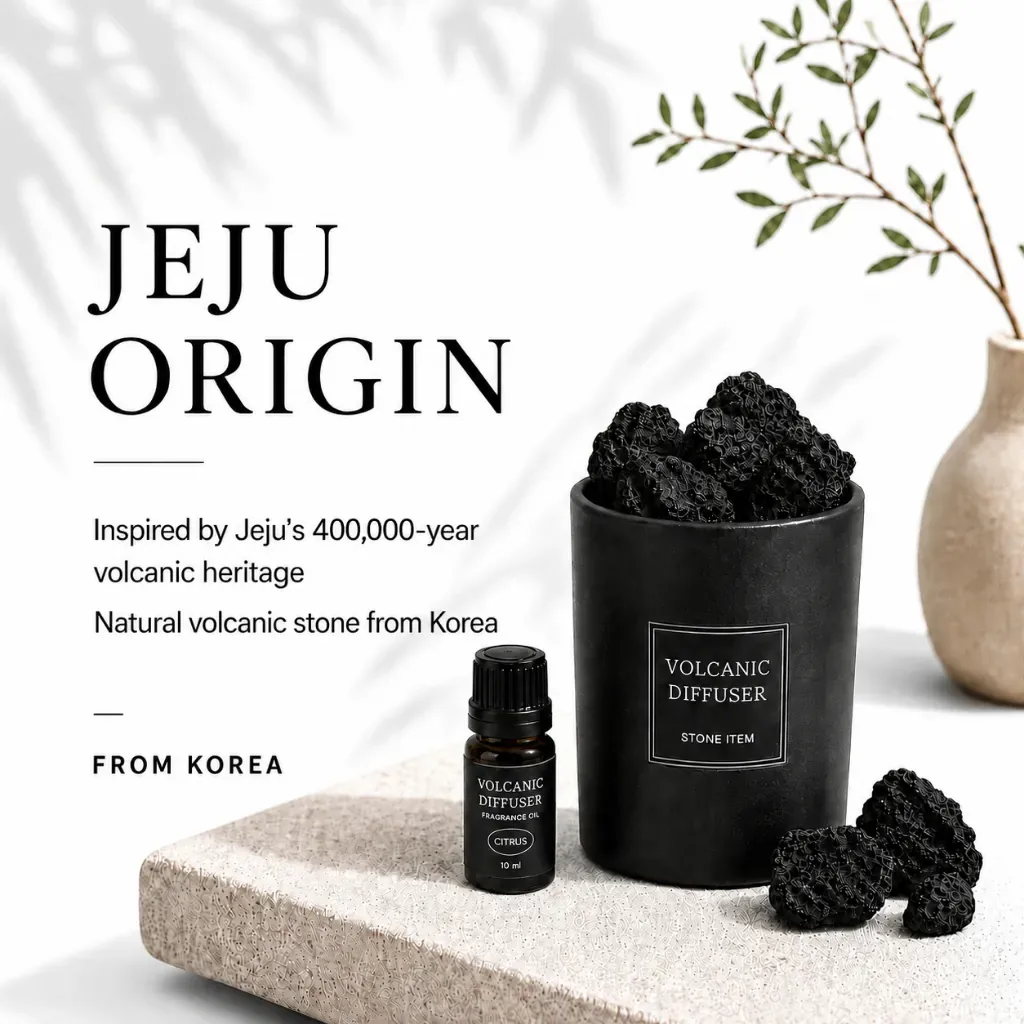 JEJU
ORIGIN
Inspired by Jeju’s 400,000-year
volcanic heritage
Natural volcanic stone from Korea
FROM KOREA
VOLCANIC
DIFFUSER
FRAGRANCE OIL
CITRUS
10 ml
VOLCANIC
DIFFUSER
STONE ITEM